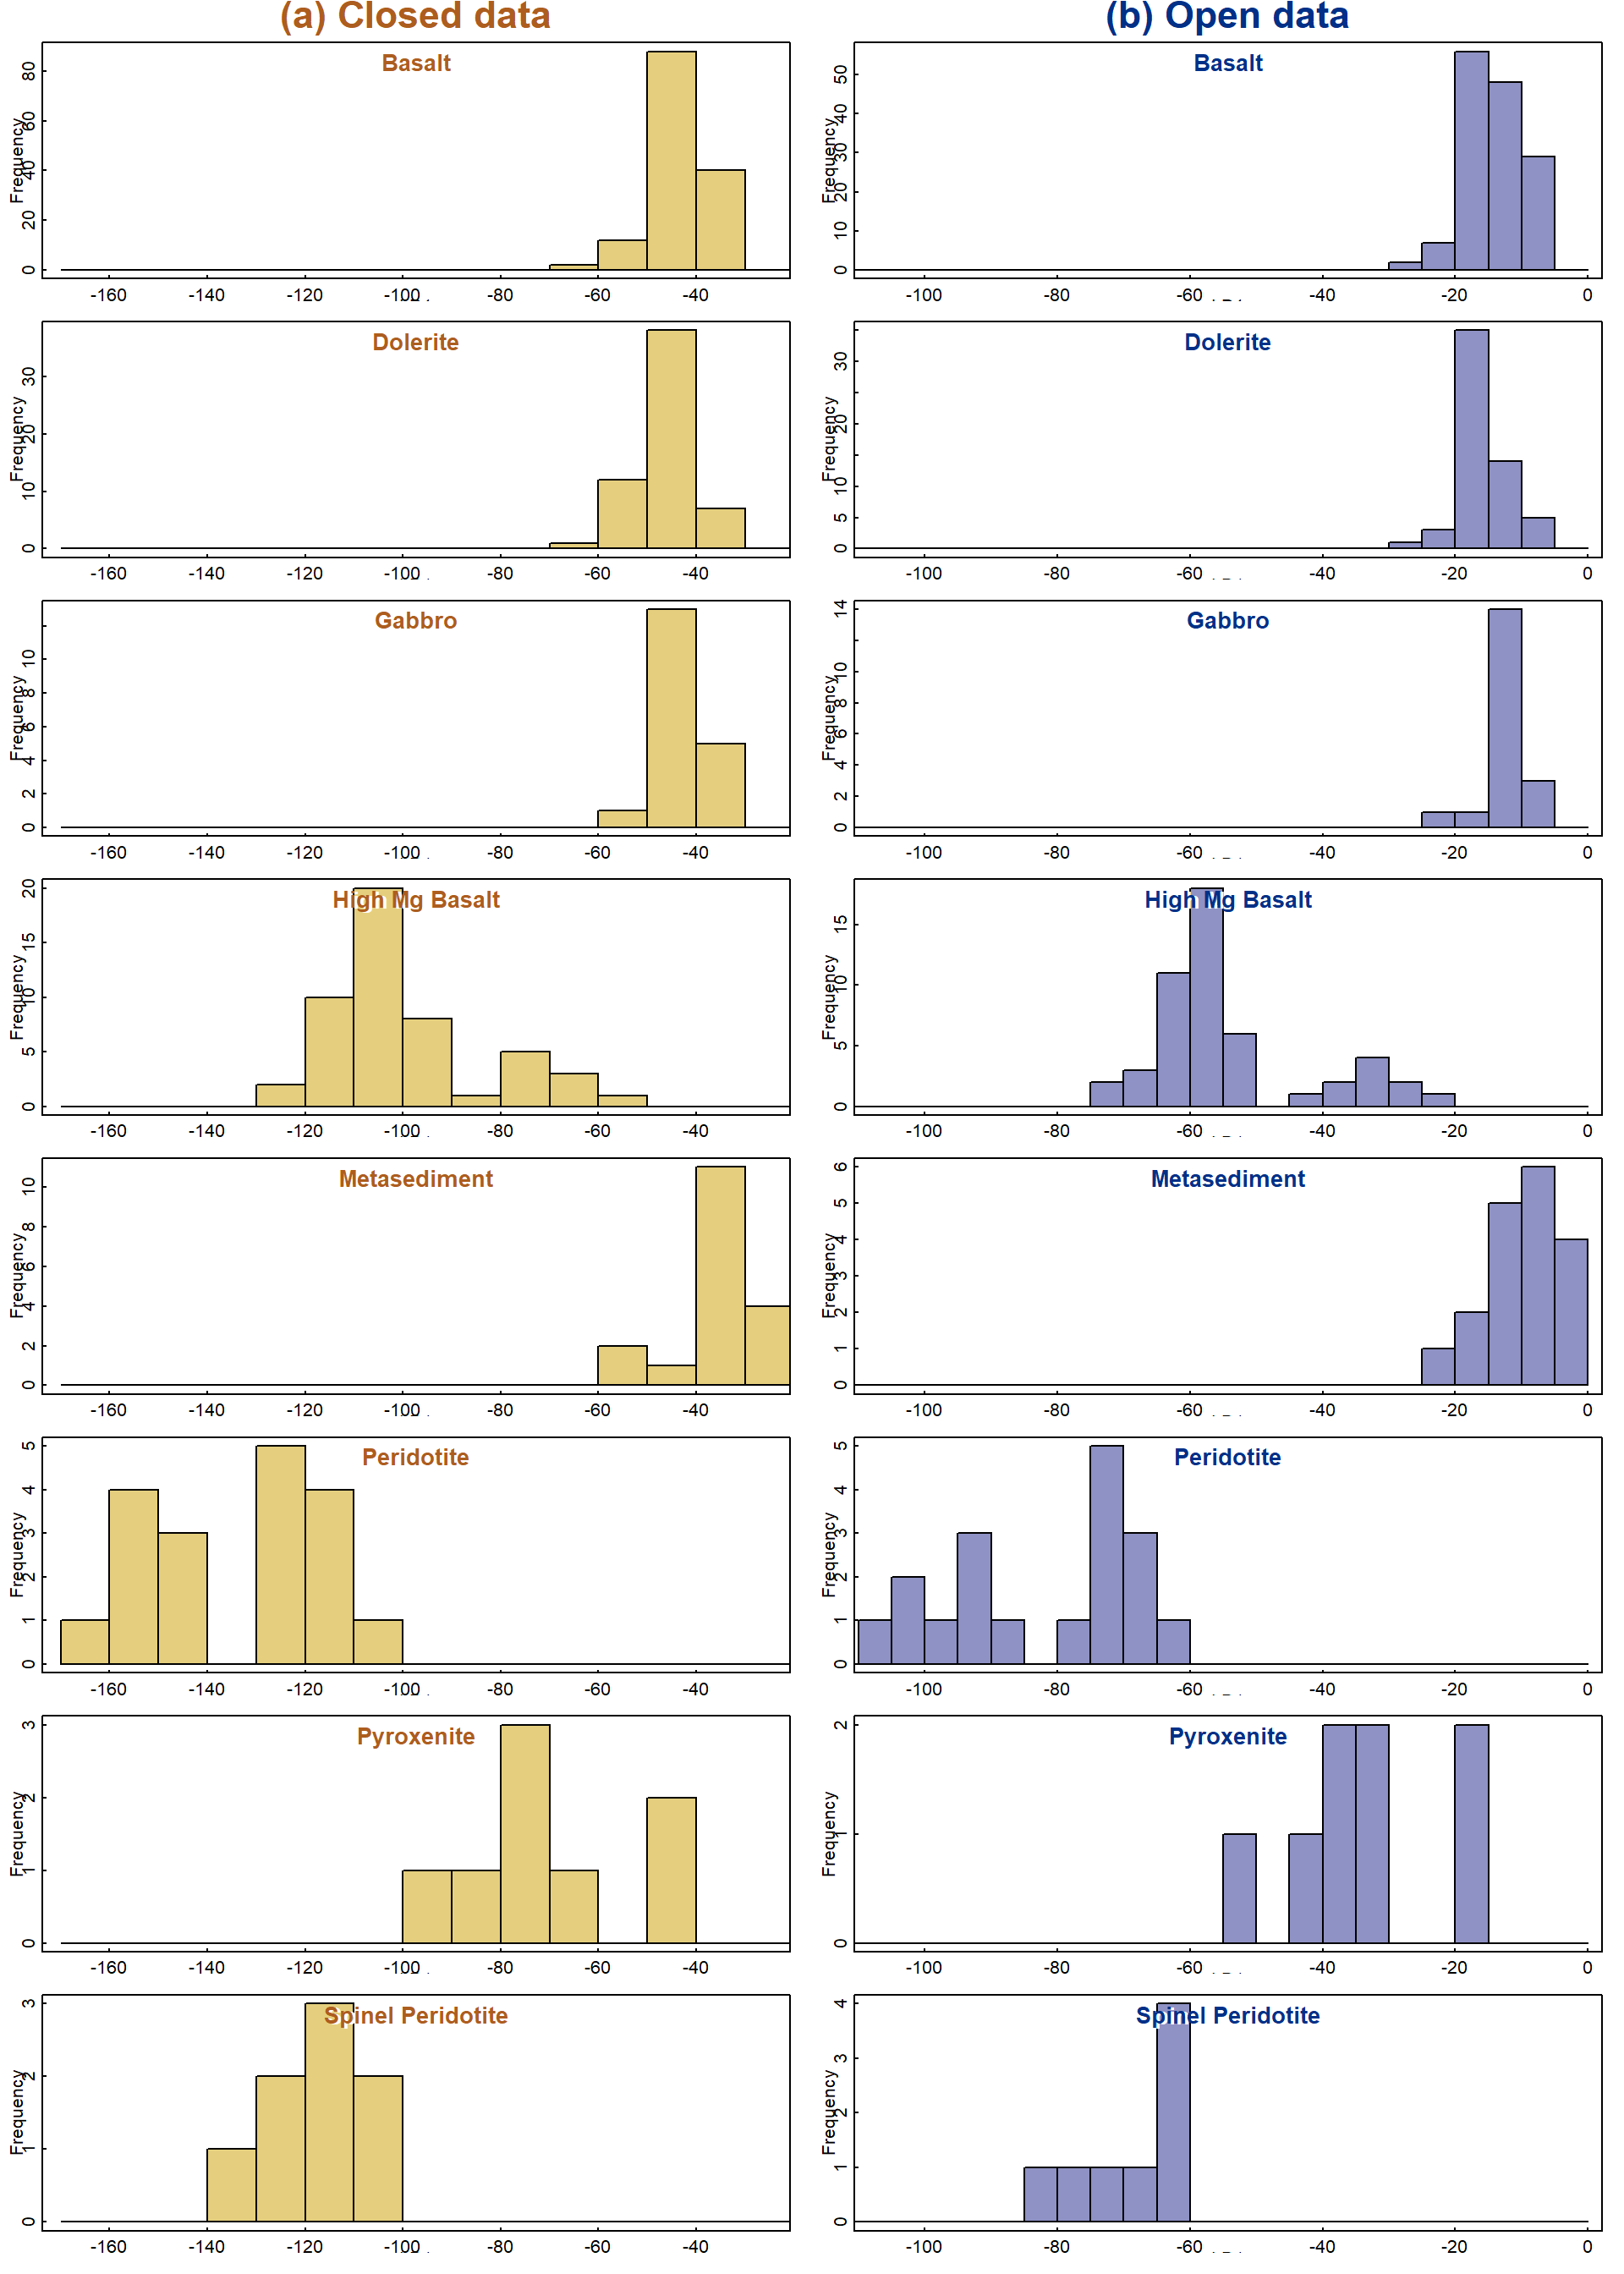 (a) Closed data
(b) Open data
Basalt
Frequency
0 20 40 60 80
-160 -140 -120 -100 -80 -60 -40
Basalt
Frequency
0 10 20 30 40 50
-100 -80 -60 -40 -20 0
Dolerite
Frequency
0 10 20 30
-160 -140 -120 -100 -80 -60 -40
Dolerite
Frequency
0 5 10 20 30
-100 -80 -60 -40 -20 0
Gabbro
Frequency
0 2 4 6 8 10
-160 -140 -120 -100 -80 -60 -40
Gabbro
Frequency
0 2 4 6 8 10 14
-100 -80 -60 -40 -20 0
High Mg Basalt
Frequency
0 5 10 15 20
-160 -140 -120 -100 -80 -60 -40
High Mg Basalt
Frequency
0 5 10 15
-100 -80 -60 -40 -20 0
Metasediment
Frequency
0 2 4 6 8 10
-160 -140 -120 -100 -80 -60 -40
Metasediment
Frequency
0 1 2 3 4 5 6
-100 -80 -60 -40 -20 0
Peridotite
Frequency
0 1 2 3 4 5
-160 -140 -120 -100 -80 -60 -40
Peridotite
Frequency
0 1 2 3 4 5
-100 -80 -60 -40 -20 0
Pyroxenite
Frequency
0 1 2 3
-160 -140 -120 -100 -80 -60 -40
Pyroxenite
Frequency
0 1 2
-100 -80 -60 -40 -20 0
Spinel Peridotite
Frequency
0 1 2 3
-160 -140 -120 -100 -80 -60 -40
Spinel Peridotite
Frequency
0 1 2 3 4
-100 -80 -60 -40 -20 0